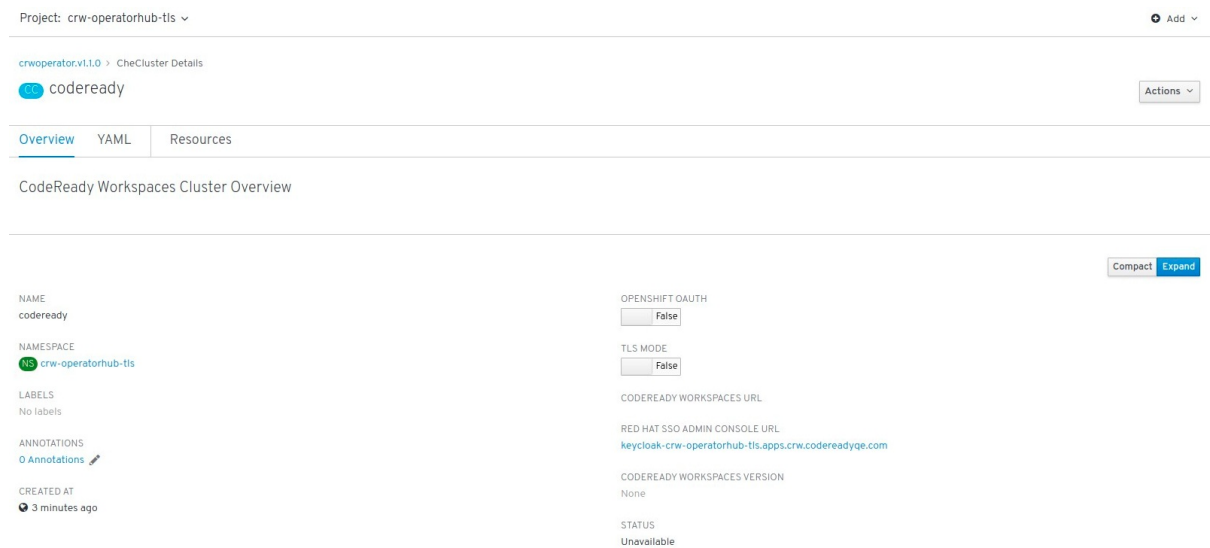 Project: crw-operatorhub-tls
Add
crwoperator.v1.1.0 > CheCluster Details
CC codeready
Actions
Overview YAML Resources
CodeReady Workspaces Cluster Overview
Compact Expand
NAME
codeready
NAMESPACE
NS crw-operatorhub-tls
LABELS
No labels
ANNOTATIONS
0 Annotations
CREATED AT
3 minutes ago
OPENSHIFT OAUTH
False
TLS MODE
False
CODEREADY WORKSPACES URL
RED HAT SSO ADMIN CONSOLE URL
keycloak-crw-operatorhub-tls.apps.crw.codereadyqe.com
CODEREADY WORKSPACES VERSION
None
STATUS
Unavailable